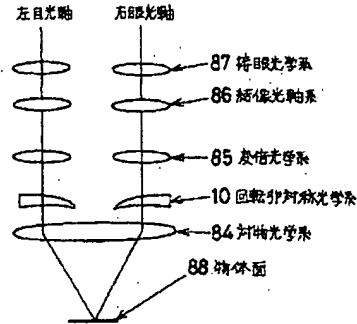 左目光軸 右眼光軸
87 接眼光学系
86 結像光軸系
85 変倍光学系
10 回転非対称光学系
84 対物光学系
88 物体面